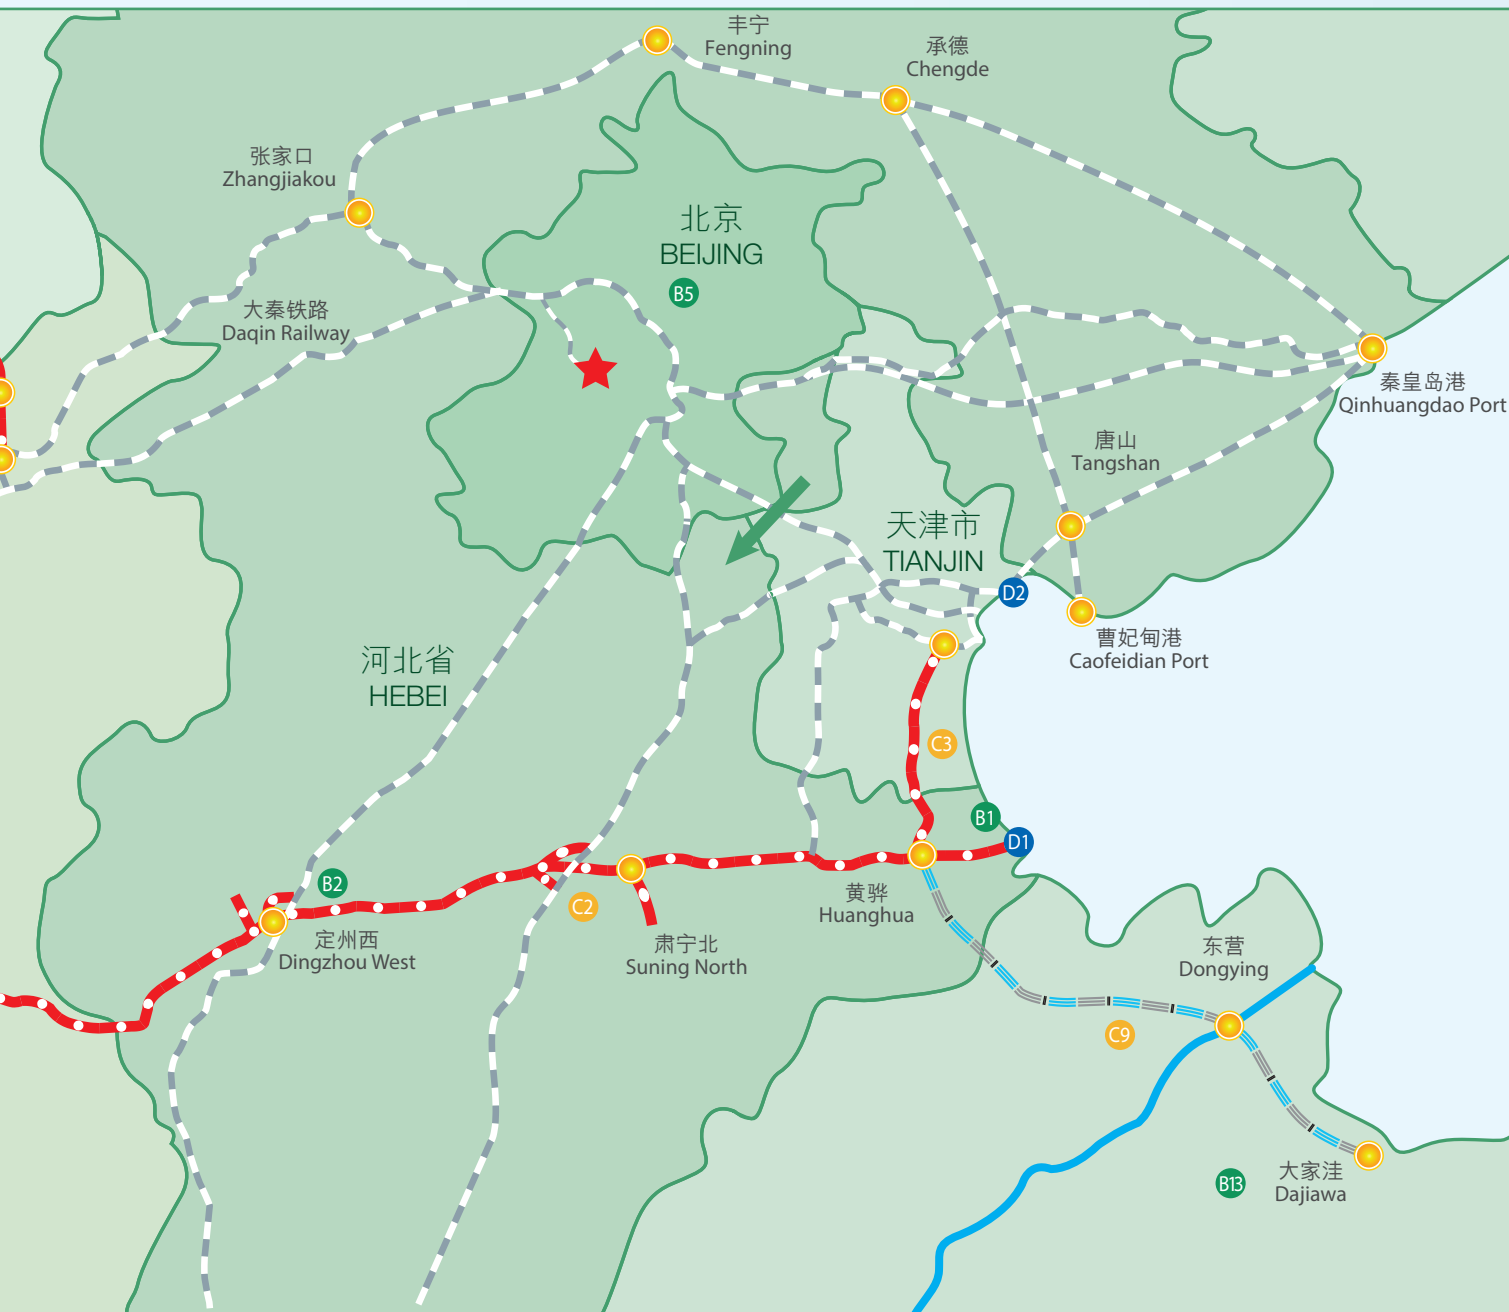 丰宁
Fengning
承德
Chengde
张家口
Zhangjiakou
北京
BEIJING
B5
大秦铁路
Daqin Railway
秦皇岛港
Qinhuangdao Port
唐山
Tangshan
天津市
TIANJIN
D2
曹妃甸港
Caofeidian Port
河北省
HEBEI
C3
B1
D1
B2
C2
黄骅
Huanghua
定州西
Dingzhou West
肃宁北
Suning North
东营
Dongying
C9
大家洼
Dajiawa
B13